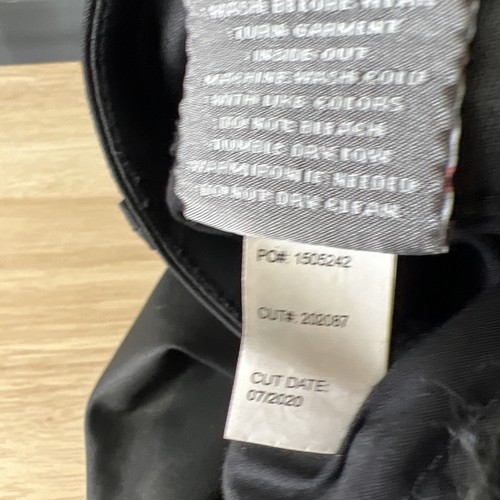 WASH BEFORE WEAR
TURN GARMENT
INSIDE OUT
MACHINE WASH COLD
WITH LIKE COLORS
DO NOT BLEACH
TUMBLE DRY LOW
WARM IRON IF NEEDED
DO NOT DRY CLEAN
PO#: 1505242
CUT#: 202087
CUT DATE:
07/2020